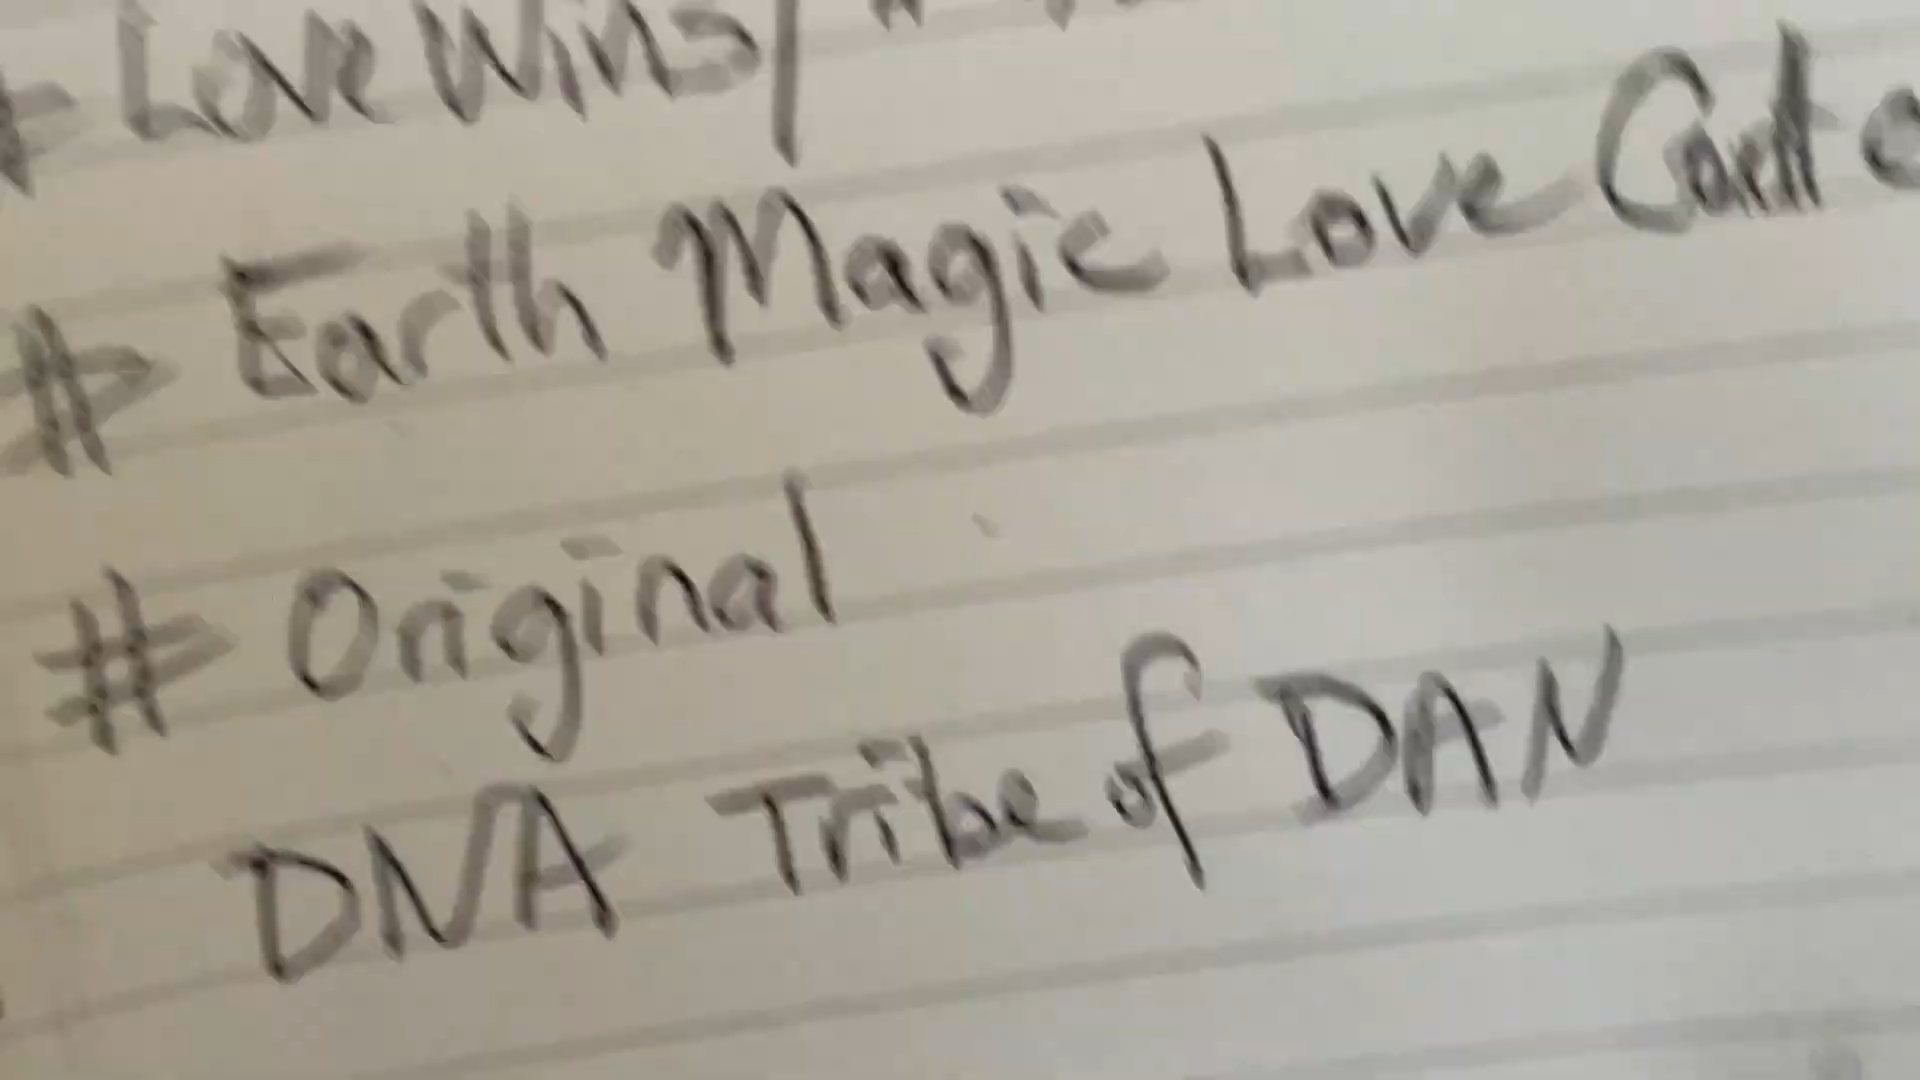 # Love Wins /
# Earth Magic Love
# Original
DNA Tribe of DAN